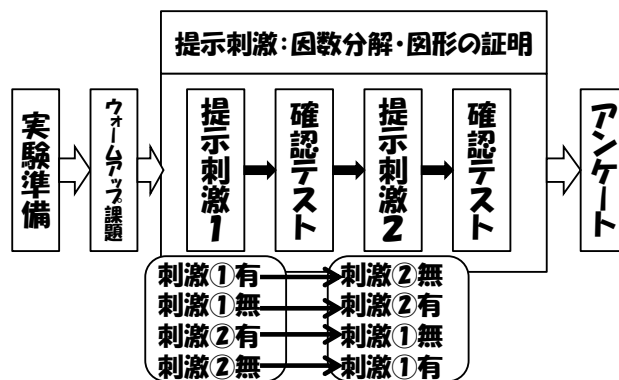 提示刺激:因数分解・図形の証明
実験準備
ウォームアップ課題
提示刺激1
確認テスト
提示刺激2
確認テスト
アンケート
刺激①有
刺激①無
刺激②有
刺激②無
刺激②無
刺激②有
刺激①無
刺激①有